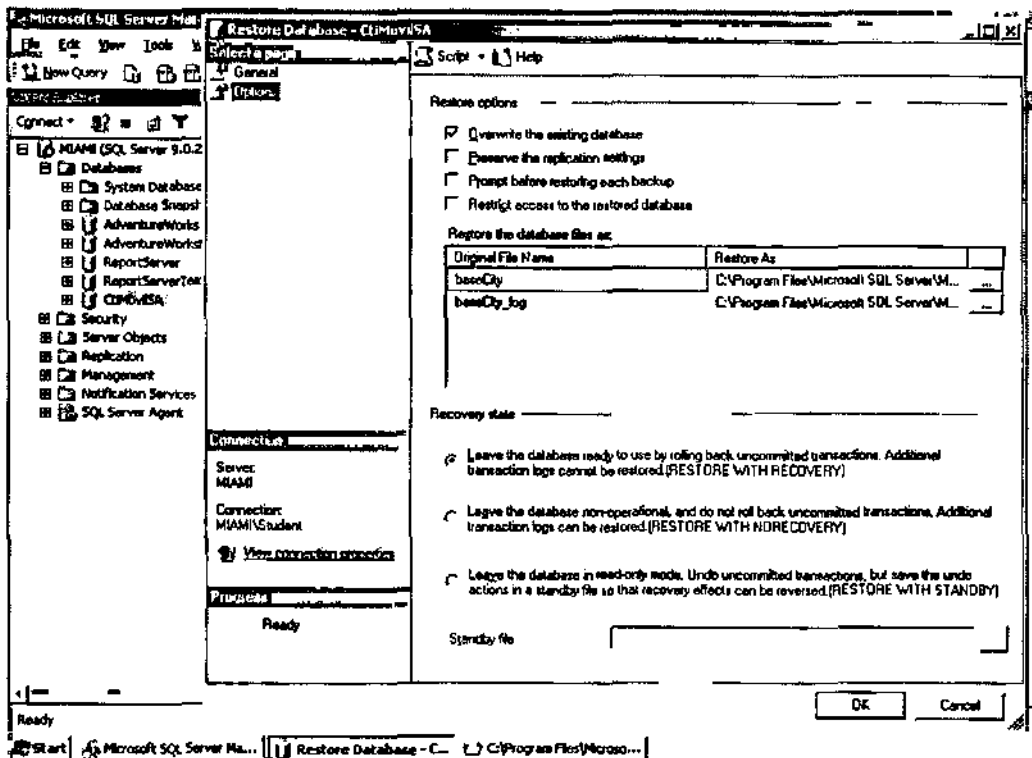 Microsoft SQL Server Mar
File Edit View Tools W
New Query
Connect
MIAMI (SQL Server 9.0.2
Databases
System Database
Database Snapsh
AdventureWorks
AdventureWorks
ReportServer
ReportServerTem
CtiMovilSA
Security
Server Objects
Replication
Management
Notification Services
SQL Server Agent
Ready
Restore Database - CtiMovilSA
Select a page
General
Options
Connection
Server:
MIAMI
Connection:
MIAMI\Student
View connection properties
Progress
Ready
Script Help
Restore options
Overwrite the existing database
Preserve the replication settings
Prompt before restoring each backup
Restrict access to the restored database
Restore the database files as:
Original File Name Restore As
baseCity C:\Program Files\Microsoft SQL Server\M... ...
baseCity_log C:\Program Files\Microsoft SQL Server\M... ...
Recovery state
Leave the database ready to use by rolling back uncommitted transactions. Additional
transaction logs cannot be restored.(RESTORE WITH RECOVERY)
Leave the database non-operational, and do not roll back uncommitted transactions. Additional
transaction logs can be restored.(RESTORE WITH NORECOVERY)
Leave the database in read-only mode. Undo uncommitted transactions, but save the undo
actions in a standby file so that recovery effects can be reversed.(RESTORE WITH STANDBY)
Standby file
OK Cancel
Start Microsoft SQL Server Ma... Restore Database - C... C:\Program Files\Microso...